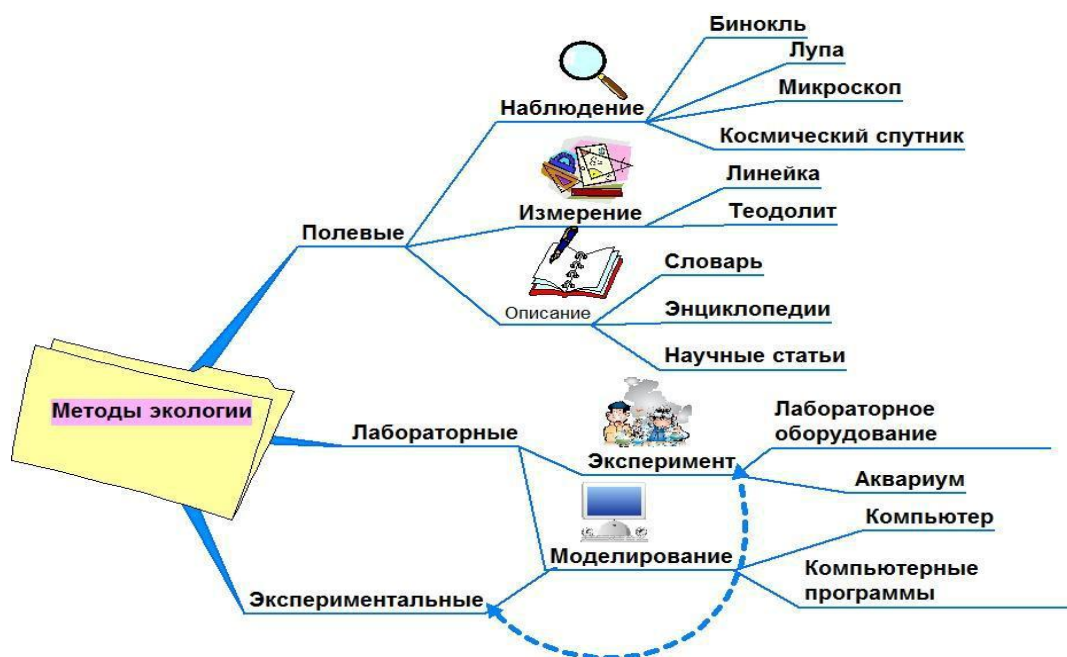 Методы экологии
Полевые
Наблюдение
Бинокль
Лупа
Микроскоп
Космический спутник
Измерение
Линейка
Теодолит
Описание
Словарь
Энциклопедии
Научные статьи
Лабораторные
Эксперимент
Лабораторное
оборудование
Аквариум
Моделирование
Компьютер
Компьютерные
программы
Экспериментальные